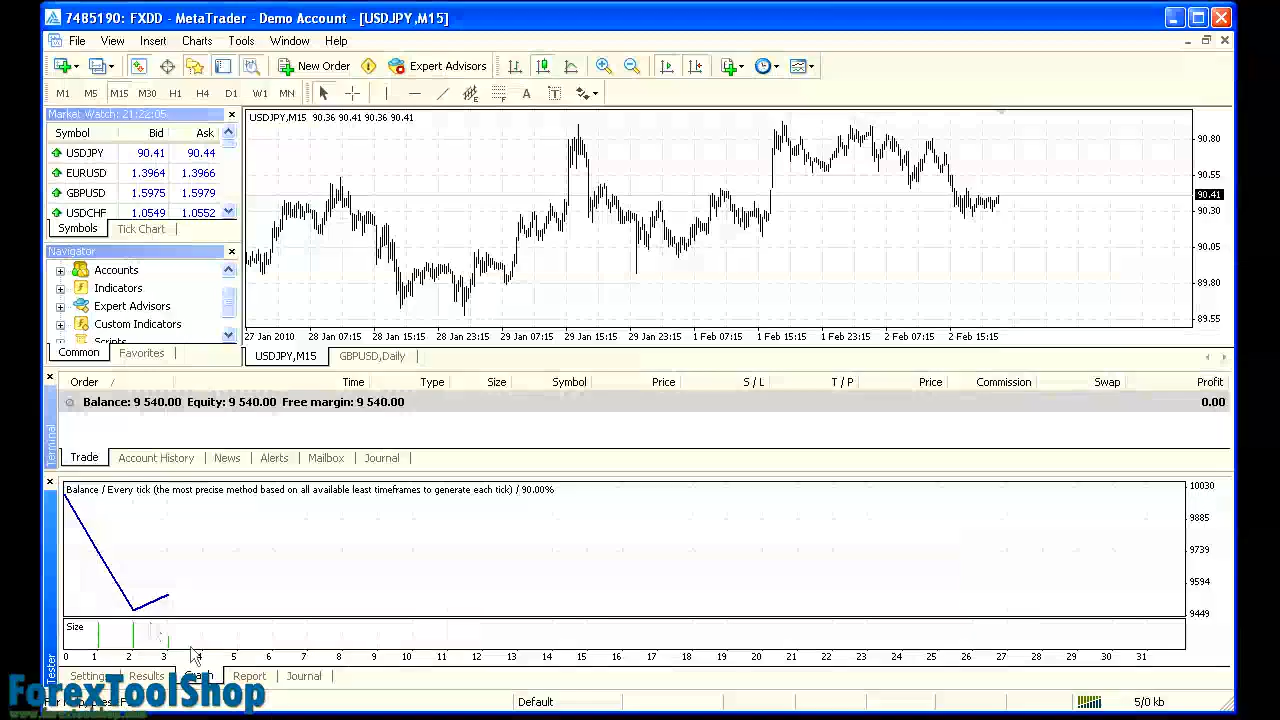 7485190: FXDD - MetaTrader - Demo Account - [USDJPY,M15]
File View Insert Charts Tools Window Help
New Order Expert Advisors
M1 M5 M15 M30 H1 H4 D1 W1 MN A T
Market Watch: 21:22:05
Symbol Bid Ask
USDJPY 90.41 90.44
EURUSD 1.3964 1.3966
GBPUSD 1.5975 1.5979
USDCHF 1.0549 1.0552
Symbols Tick Chart
Navigator
Accounts
Indicators
Expert Advisors
Custom Indicators
Scripts
Common Favorites
USDJPY,M15 90.36 90.41 90.36 90.41
90.80
90.55
90.41
90.30
90.05
89.80
89.55
27 Jan 2010 28 Jan 07:15 28 Jan 15:15 28 Jan 23:15 29 Jan 07:15 29 Jan 15:15 29 Jan 23:15 1 Feb 07:15 1 Feb 15:15 1 Feb 23:15 2 Feb 07:15 2 Feb 15:15
USDJPY,M15 GBPUSD,Daily
Order / Time Type Size Symbol Price S / L T / P Price Commission Swap Profit
Balance: 9 540.00 Equity: 9 540.00 Free margin: 9 540.00 0.00
Terminal
Trade Account History News Alerts Mailbox Journal
Balance / Every tick (the most precise method based on all available least timeframes to generate each tick) / 90.00%
10030
9885
9739
9594
9449
Size
0 1 2 3 4 5 6 7 8 9 10 11 12 13 14 15 16 17 18 19 20 21 22 23 24 25 26 27 29 30 31
Tester
Settings Results Graph Report Journal
ForexToolShop
Default 5/0 kb